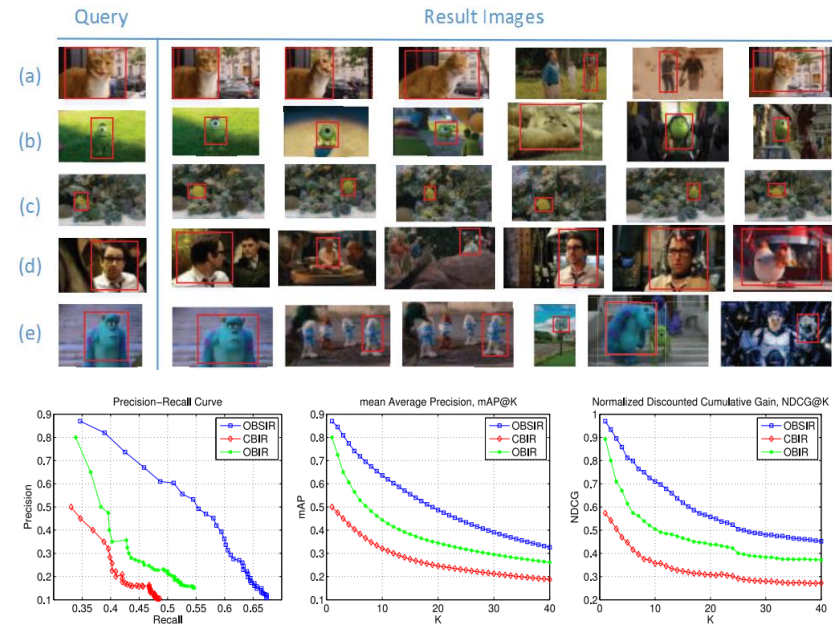 Query Result Images
(a)
(b)
(c)
(d)
(e)
Precision−Recall Curve
0.9
0.8
0.7
0.6
0.5
0.4
0.3
0.2
0.1
Precision
0.35 0.4 0.45 0.5 0.55 0.6 0.65
Recall
OBSIR
CBIR
OBIR
mean Average Precision, mAP@K
0.9
0.8
0.7
0.6
0.5
0.4
0.3
0.2
0.1
mAP
0 10 20 30 40
K
OBSIR
CBIR
OBIR
Normalized Discounted Cumulative Gain, NDCG@K
1
0.9
0.8
0.7
0.6
0.5
0.4
0.3
0.2
NDCG
0 10 20 30 40
K
OBSIR
CBIR
OBIR